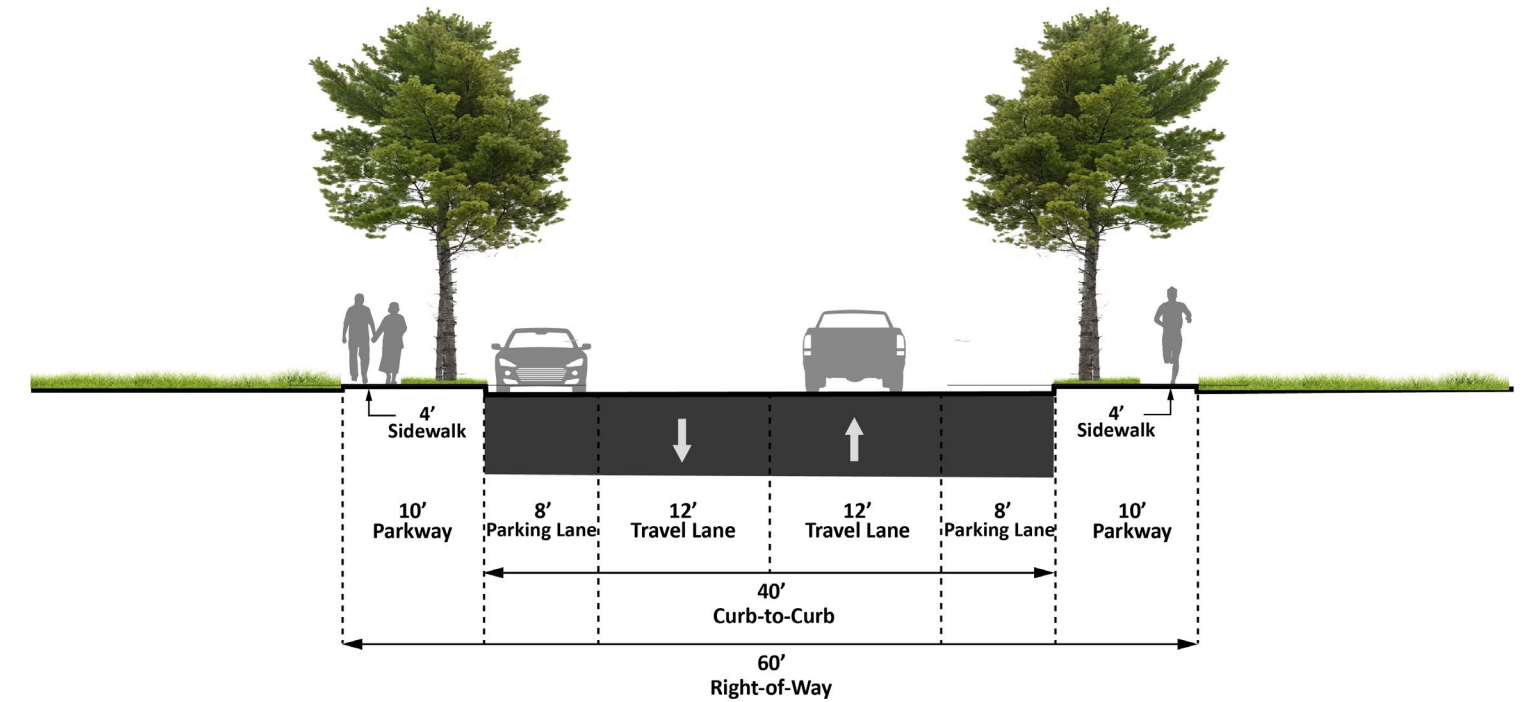 4’
Sidewalk
4’
Sidewalk
10’
Parkway
8’
Parking Lane
12’
Travel Lane
12’
Travel Lane
8’
Parking Lane
10’
Parkway
40’
Curb-to-Curb
60’
Right-of-Way